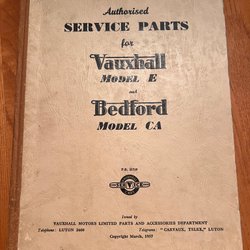 Authorised
SERVICE PARTS
for
Vauxhall
MODEL E
and
Bedford
MODEL CA
Issued by
VAUXHALL MOTORS LIMITED PARTS AND ACCESSORIES DEPARTMENT
Telephone: LUTON 2600 Telegrams: "CARVAUX, TELEX," LUTON
Copyright March, 1957